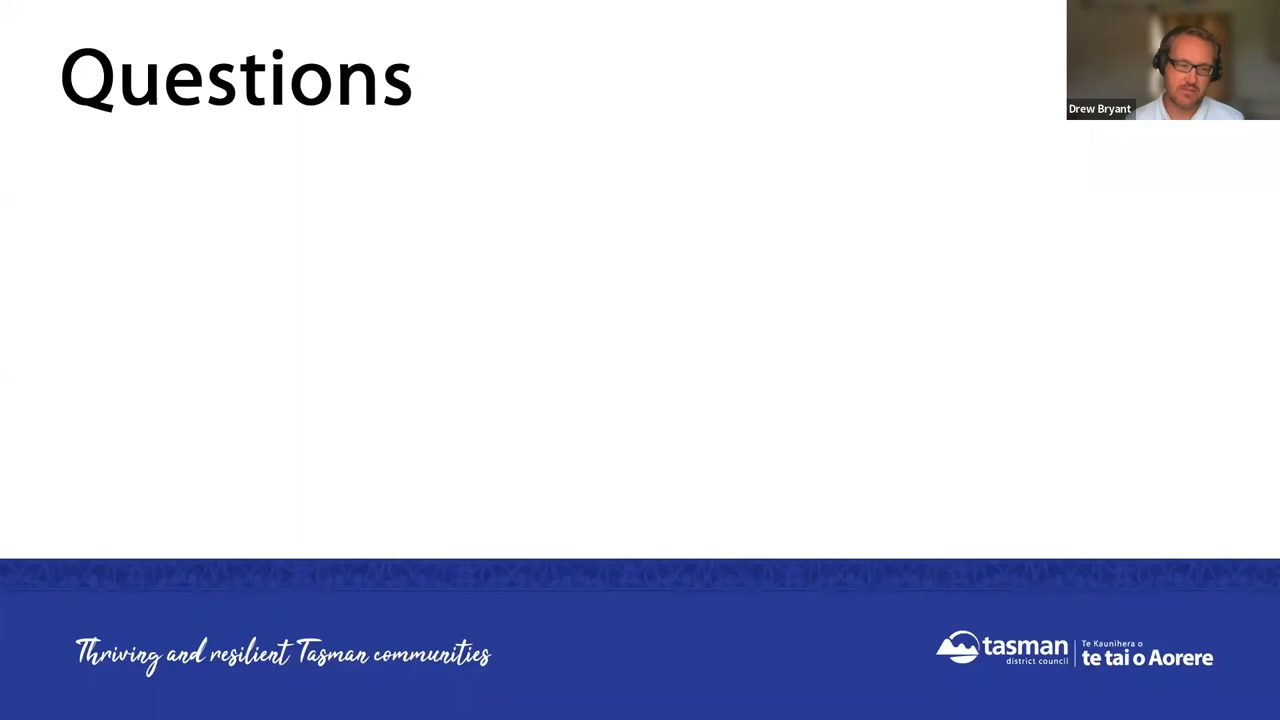 Questions
Drew Bryant
Thriving and resilient Tasman communities
tasman
district council
Te Kaunihera o
te tai o Aorere